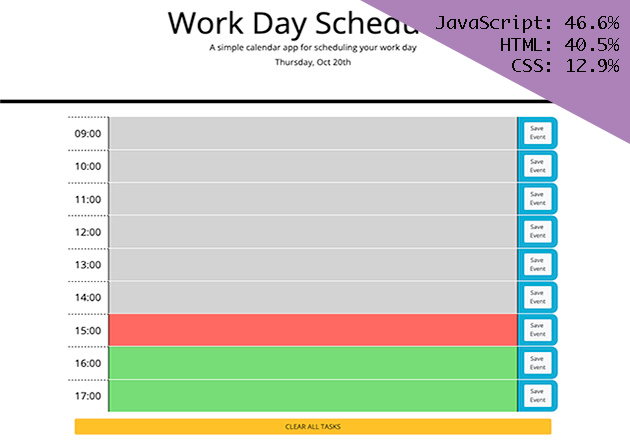 Work Day Schedu
JavaScript: 46.6%
HTML: 40.5%
CSS: 12.9%
A simple calendar app for scheduling your work day
Thursday, Oct 20th
09:00
Save
Event
10:00
Save
Event
11:00
Save
Event
12:00
Save
Event
13:00
Save
Event
14:00
Save
Event
15:00
Save
Event
16:00
Save
Event
17:00
Save
Event
CLEAR ALL TASKS